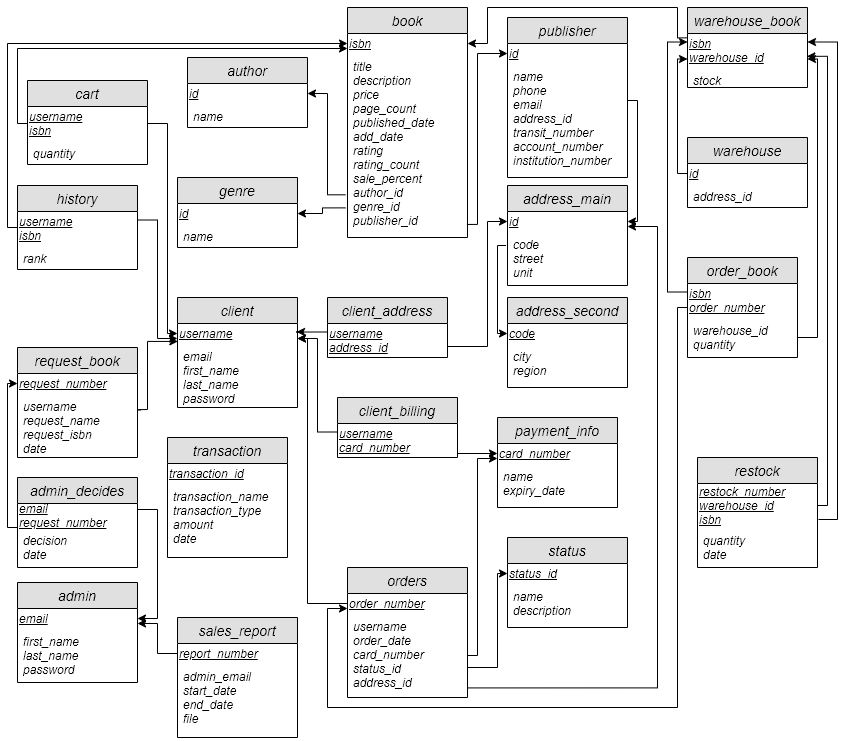 book
isbn
title
description
price
page_count
published_date
add_date
rating
rating_count
sale_percent
author_id
genre_id
publisher_id
publisher
id
name
phone
email
address_id
transit_number
account_number
institution_number
warehouse_book
isbn
warehouse_id
stock
author
id
name
cart
username
isbn
quantity
warehouse
id
address_id
history
username
isbn
rank
genre
id
name
address_main
id
code
street
unit
order_book
isbn
order_number
warehouse_id
quantity
client
username
email
first_name
last_name
password
client_address
username
address_id
address_second
code
city
region
request_book
request_number
username
request_name
request_isbn
date
client_billing
username
card_number
payment_info
card_number
name
expiry_date
transaction
transaction_id
transaction_name
transaction_type
amount
date
restock
restock_number
warehouse_id
isbn
quantity
date
admin_decides
email
request_number
decision
date
status
status_id
name
description
orders
order_number
username
order_date
card_number
status_id
address_id
admin
email
first_name
last_name
password
sales_report
report_number
admin_email
start_date
end_date
file